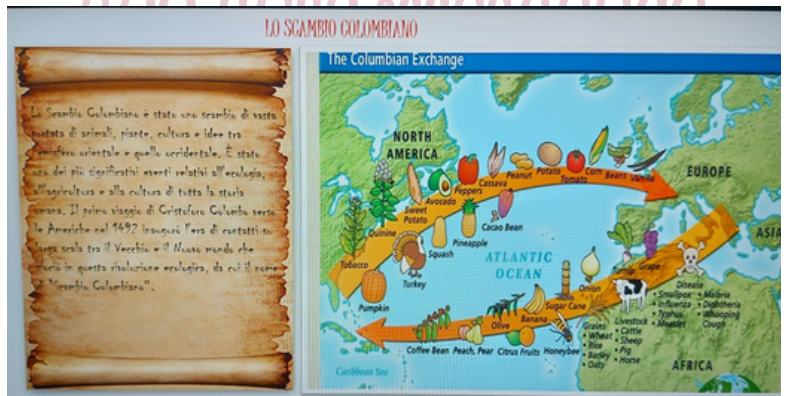 LO SCAMBIO COLOMBIANO
Lo Scambio Colombiano è stato uno scambio di vasta
portata di animali, piante, cultura e idee tra
l'emisfero orientale e quello occidentale. È stato
uno dei più significativi eventi relativi all'ecologia,
all'agricoltura e alla cultura di tutta la storia
umana. Il primo viaggio di Cristoforo Colombo verso
le Americhe nel 1492 inaugurò l'era di contatti su
larga scala tra il Vecchio e il Nuovo mondo che
sfociò in questa rivoluzione ecologica, da cui il nome
di "Scambio Colombiano".
The Columbian Exchange
NORTH
AMERICA
EUROPE
ASIA
AFRICA
ATLANTIC
OCEAN
Caribbean Sea
Quinine
Sweet
Potato
Avocado
Peppers
Cassava
Peanut
Potato
Tomato
Corn
Beans
Vanilla
Tobacco
Pumpkin
Turkey
Squash
Pineapple
Cacao Bean
Coffee Bean
Peach, Pear
Olive
Citrus Fruits
Banana
Honeybee
Sugar Cane
Onion
Turnip
Grape
Grains
• Wheat
• Rice
• Barley
• Oats
Livestock
• Cattle
• Sheep
• Pig
• Horse
Disease
• Smallpox
• Influenza
• Typhus
• Measles
• Malaria
• Diphtheria
• Whooping
Cough